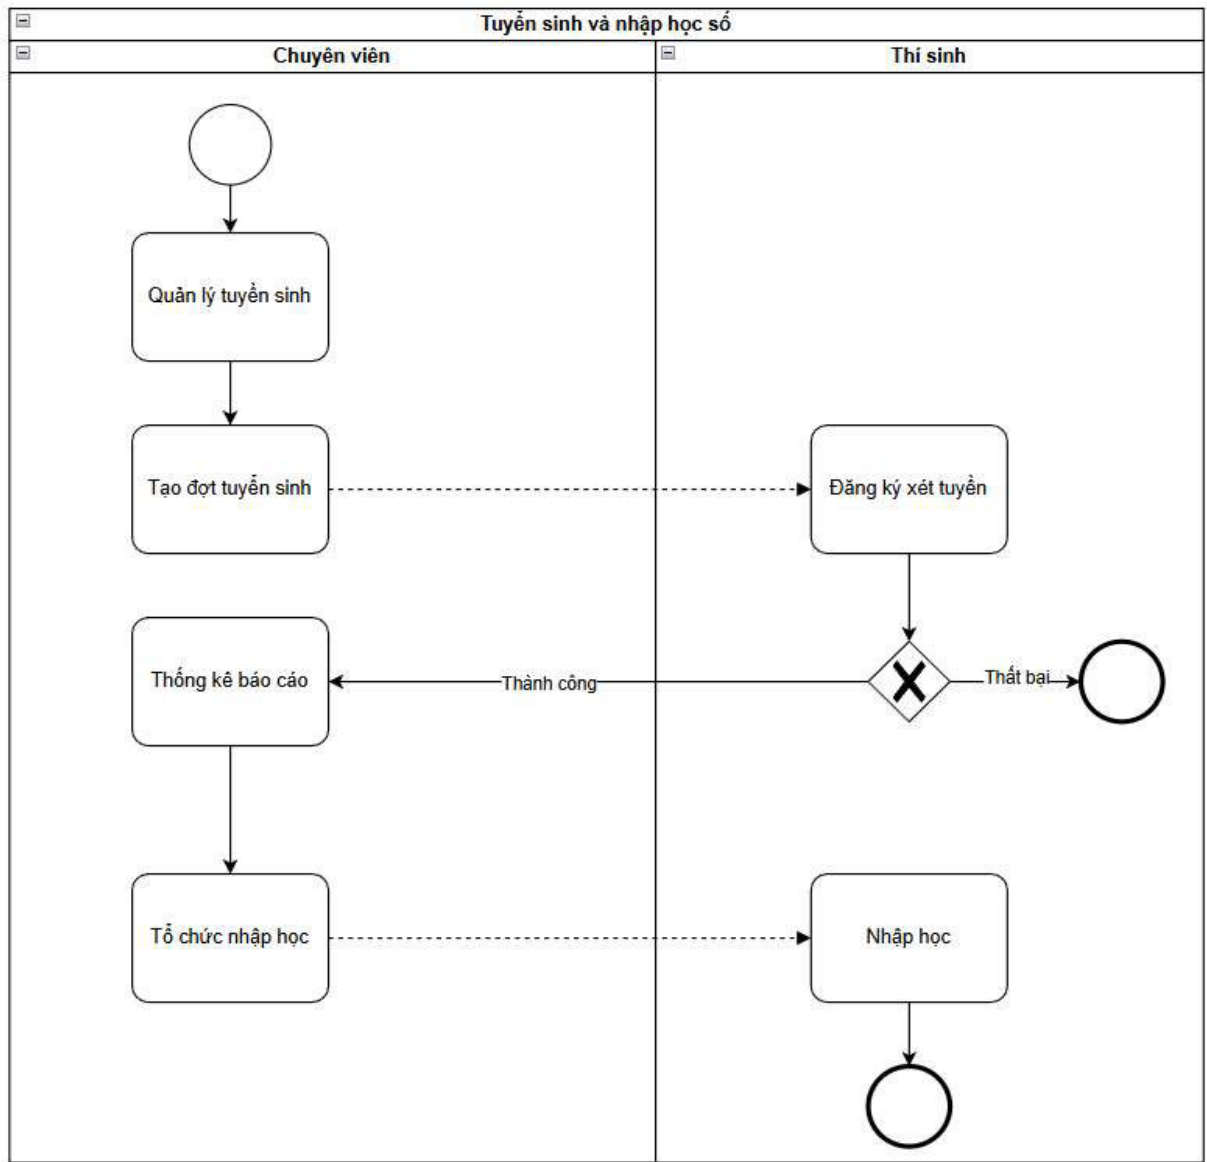 Tuyển sinh và nhập học số
Chuyên viên
Thí sinh
Quản lý tuyển sinh
Tạo đợt tuyển sinh
Đăng ký xét tuyển
Thống kê báo cáo
Thành công
Thất bại
Tổ chức nhập học
Nhập học